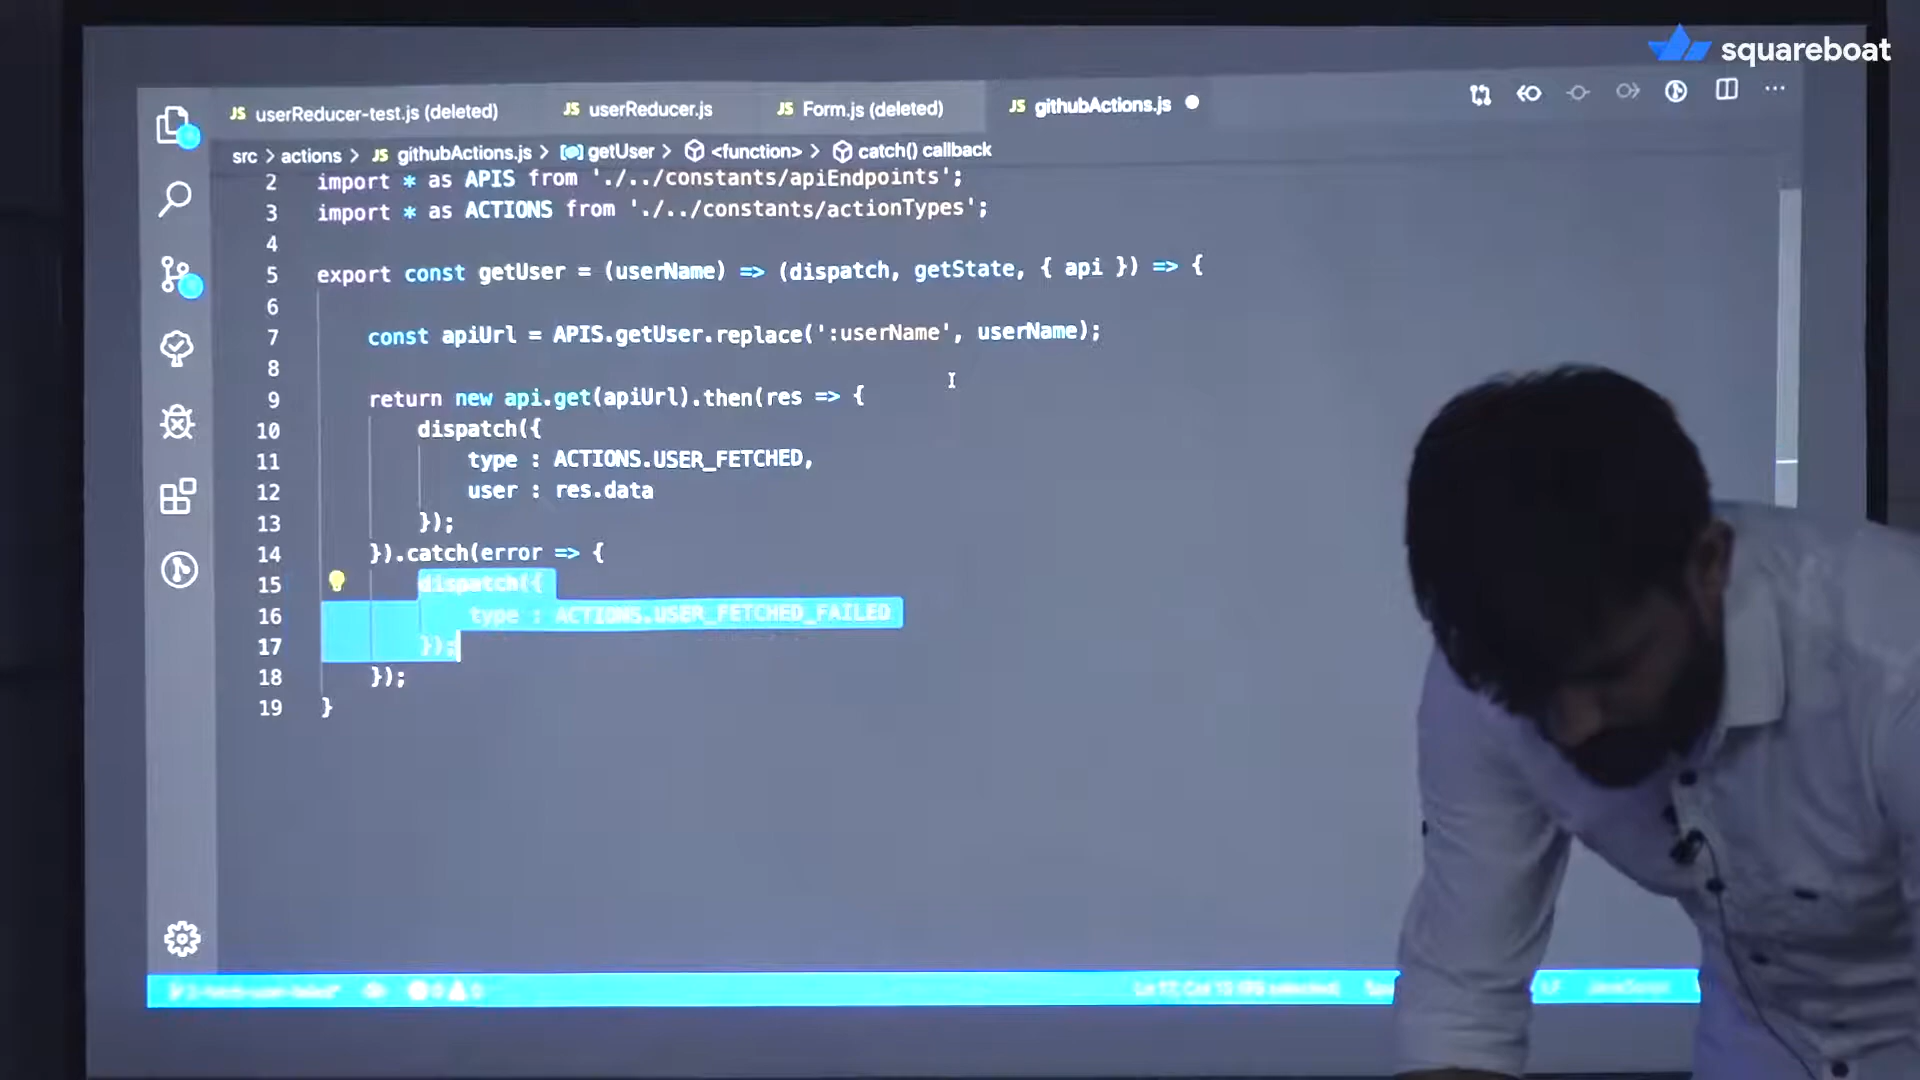 squareboat
JS userReducer-test.js (deleted) JS userReducer.js JS Form.js (deleted) JS githubActions.js
src > actions > JS githubActions.js > getUser > <function> > catch() callback
2 import * as APIS from './../constants/apiEndpoints';
3 import * as ACTIONS from './../constants/actionTypes';
4
5 export const getUser = (userName) => (dispatch, getState, { api }) => {
6
7 const apiUrl = APIS.getUser.replace(':userName', userName);
8
9 return new api.get(apiUrl).then(res => {
10 dispatch({
11 type : ACTIONS.USER_FETCHED,
12 user : res.data
13 });
14 }).catch(error => {
15 dispatch({
16 type : ACTIONS.USER_FETCHED_FAILED
17 });
18 });
19 }
LF JavaScript